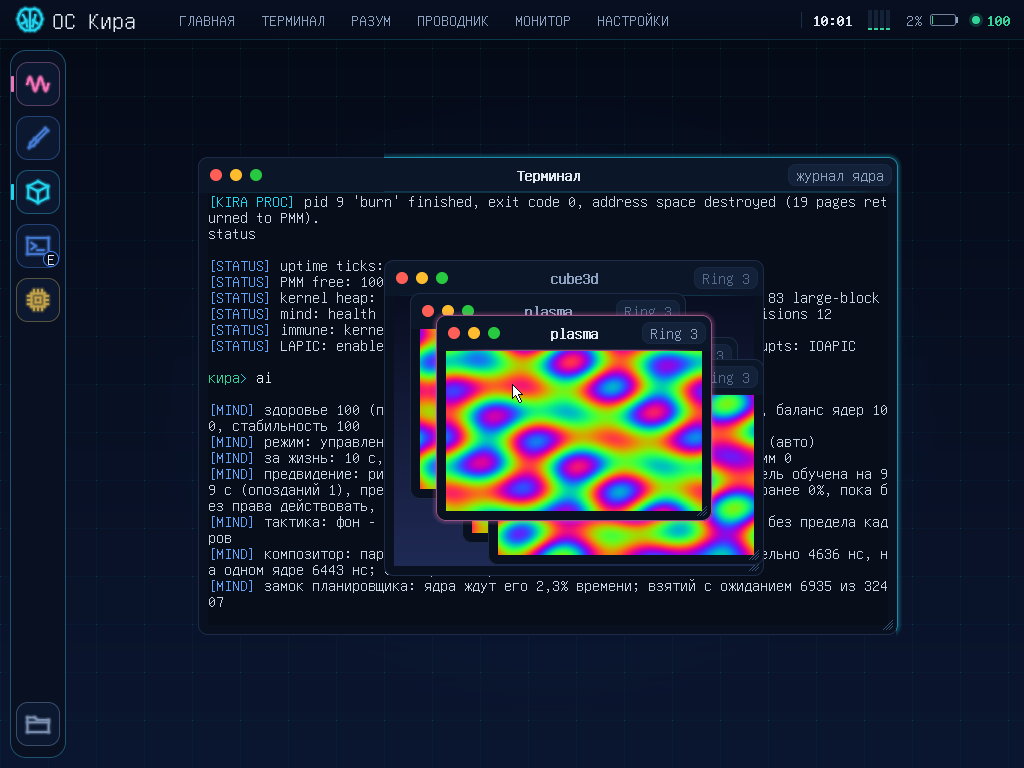 ОС Кира ГЛАВНАЯ ТЕРМИНАЛ РАЗУМ ПРОВОДНИК МОНИТОР НАСТРОЙКИ 10:01 2% 100
Терминал журнал ядра
[KIRA PROC] pid 9 'burn' finished, exit code 0, address space destroyed (19 pages ret
urned to PMM).
status
[STATUS] uptime ticks:
[STATUS] PMM free: 100
[STATUS] kernel heap: 83 large-block
[STATUS] mind: health isions 12
[STATUS] immune: kerne
[STATUS] LAPIC: enable upts: IOAPIC
кира> ai
[MIND] здоровье 100 (п , баланс ядер 10
0, стабильность 100
[MIND] режим: управлен (авто)
[MIND] за жизнь: 10 с, им 0
[MIND] предвидение: ри ель обучена на 9
9 с (опозданий 1), пре ранее 0%, пока б
ез права действовать,
[MIND] тактика: фон - без предела кад
ров
[MIND] композитор: пар ельно 4636 нс, н
а одном ядре 6443 нс;
[MIND] замок планировщика: ядра ждут его 2,3% времени; взятий с ожиданием 6935 из 324
07
cube3d Ring 3
plasma Ring 3
plasma Ring 3
3
ing 3
E